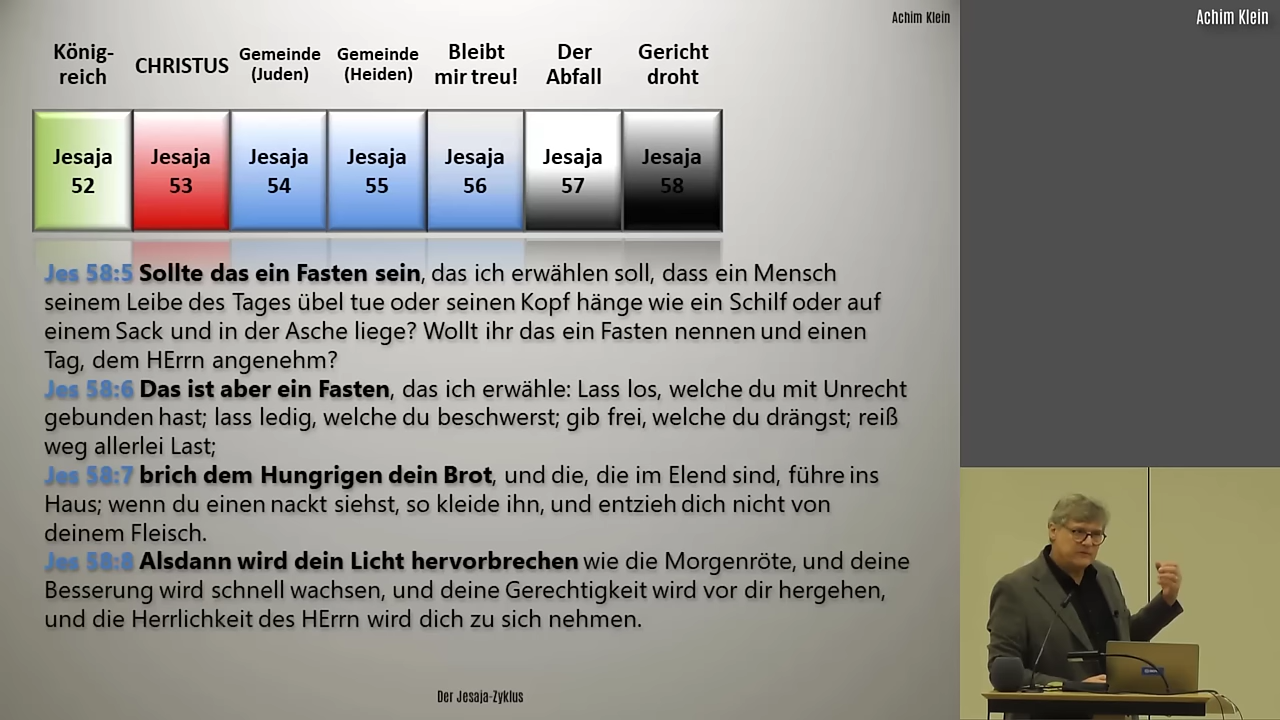 Achim Klein
Achim Klein
König-
reich
CHRISTUS
Gemeinde
(Juden)
Gemeinde
(Heiden)
Bleibt
mir treu!
Der
Abfall
Gericht
droht
Jesaja
52
Jesaja
53
Jesaja
54
Jesaja
55
Jesaja
56
Jesaja
57
Jesaja
58
Jes 58:5 Sollte das ein Fasten sein, das ich erwählen soll, dass ein Mensch
seinem Leibe des Tages übel tue oder seinen Kopf hänge wie ein Schilf oder auf
einem Sack und in der Asche liege? Wollt ihr das ein Fasten nennen und einen
Tag, dem HErrn angenehm?
Jes 58:6 Das ist aber ein Fasten, das ich erwähle: Lass los, welche du mit Unrecht
gebunden hast; lass ledig, welche du beschwerst; gib frei, welche du drängst; reiß
weg allerlei Last;
Jes 58:7 brich dem Hungrigen dein Brot, und die, die im Elend sind, führe ins
Haus; wenn du einen nackt siehst, so kleide ihn, und entzieh dich nicht von
deinem Fleisch.
Jes 58:8 Alsdann wird dein Licht hervorbrechen wie die Morgenröte, und deine
Besserung wird schnell wachsen, und deine Gerechtigkeit wird vor dir hergehen,
und die Herrlichkeit des HErrn wird dich zu sich nehmen.
Der Jesaja-Zyklus